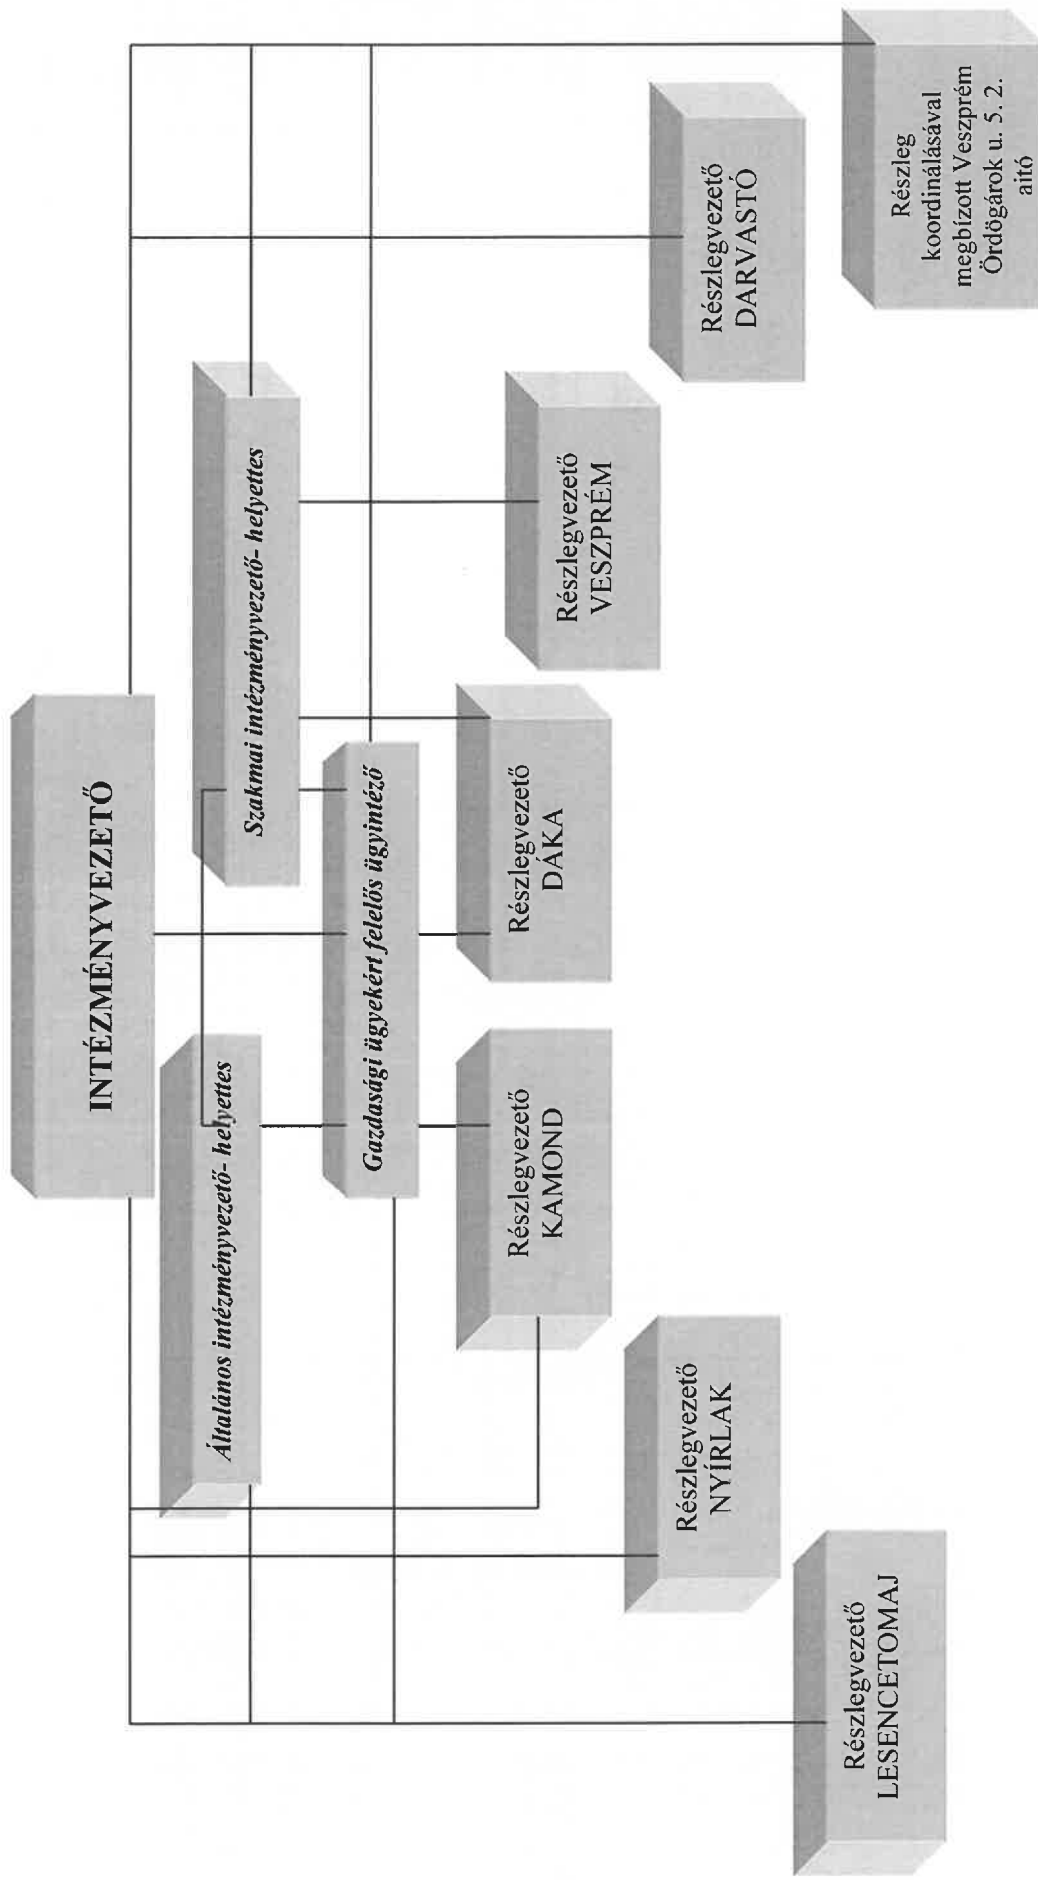 INTÉZMÉNYVEZETŐ
Általános intézményvezető- helyettes
Szakmai intézményvezető- helyettes
Gazdasági ügyekért felelős ügyintéző
Részlegvezető
LESENCETOMAJ
Részlegvezető
NYÍRLAK
Részlegvezető
KAMOND
Részlegvezető
DÁKA
Részlegvezető
VESZPRÉM
Részlegvezető
DARVASTÓ
Részleg
koordinálásával
megbízott Veszprém
Ördögárok u. 5. 2.
aitó